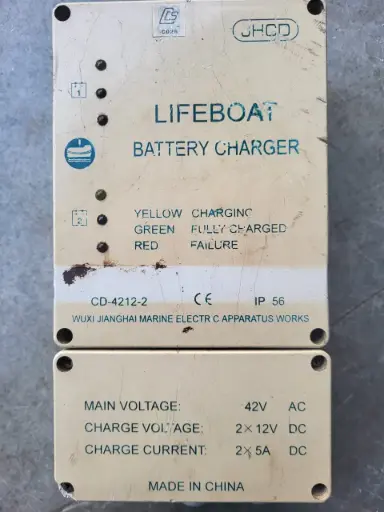 CCS
JHCD
1
LIFEBOAT
BATTERY CHARGER
2
YELLOW CHARGING
GREEN FULLY CHARGED
RED FAILURE
CD-4212-2 CE IP 56
WUXI JIANGHAI MARINE ELECTRIC APPARATUS WORKS
MAIN VOLTAGE: 42V AC
CHARGE VOLTAGE: 2×12V DC
CHARGE CURRENT: 2×5A DC
MADE IN CHINA